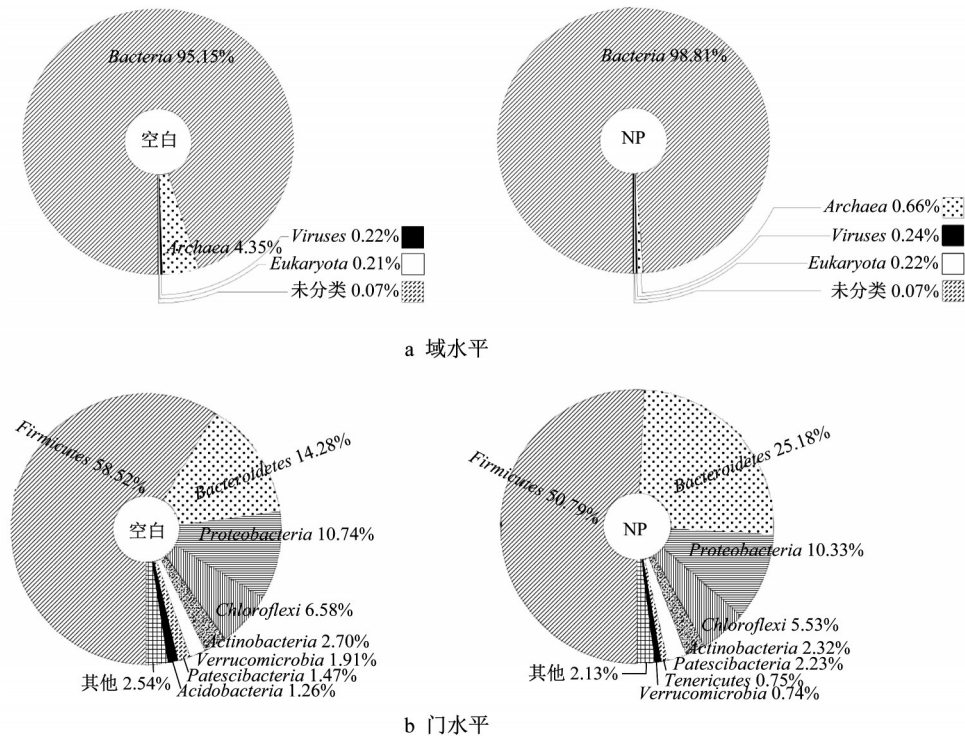 Bacteria 95.15%
空白
Archaea 4.35%
Viruses 0.22%
Eukaryota 0.21%
未分类 0.07%
Bacteria 98.81%
NP
Archaea 0.66%
Viruses 0.24%
Eukaryota 0.22%
未分类 0.07%
a 域水平
Firmicutes 58.52%
Bacteroidetes 14.28%
空白
Proteobacteria 10.74%
Chloroflexi 6.58%
Actinobacteria 2.70%
Verrucomicrobia 1.91%
Patescibacteria 1.47%
Acidobacteria 1.26%
其他 2.54%
Firmicutes 50.79%
Bacteroidetes 25.18%
NP
Proteobacteria 10.33%
Chloroflexi 5.53%
Actinobacteria 2.32%
Patescibacteria 2.23%
Tenericutes 0.75%
Verrucomicrobia 0.74%
其他 2.13%
b 门水平